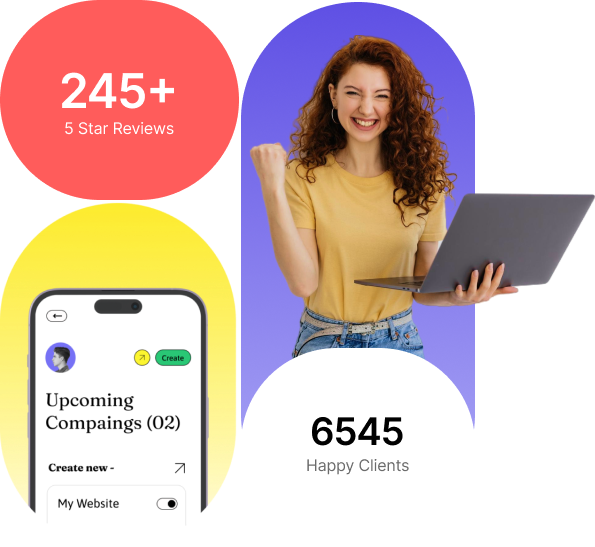 245+
5 Star Reviews
Create
Upcoming
Compaings (02)
Create new -
My Website
6545
Happy Clients